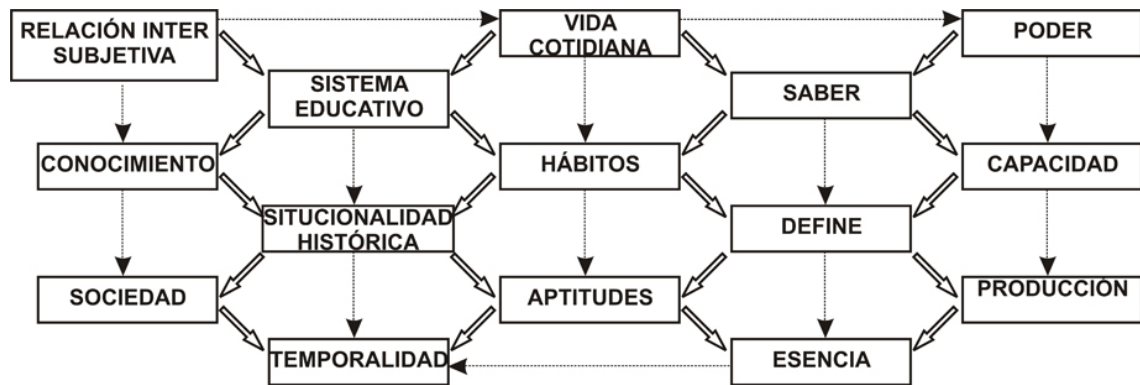 RELACIÓN INTER
SUBJETIVA
VIDA
COTIDIANA
PODER
SISTEMA
EDUCATIVO
SABER
CONOCIMIENTO
HÁBITOS
CAPACIDAD
SITUCIONALIDAD
HISTÓRICA
DEFINE
SOCIEDAD
APTITUDES
PRODUCCIÓN
TEMPORALIDAD
ESENCIA